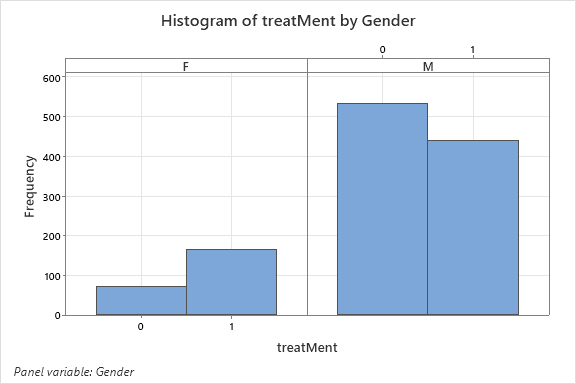 Histogram of treatMent by Gender
0 1
F M
600
500
400
300
200
100
0
Frequency
0 1
treatMent
Panel variable: Gender